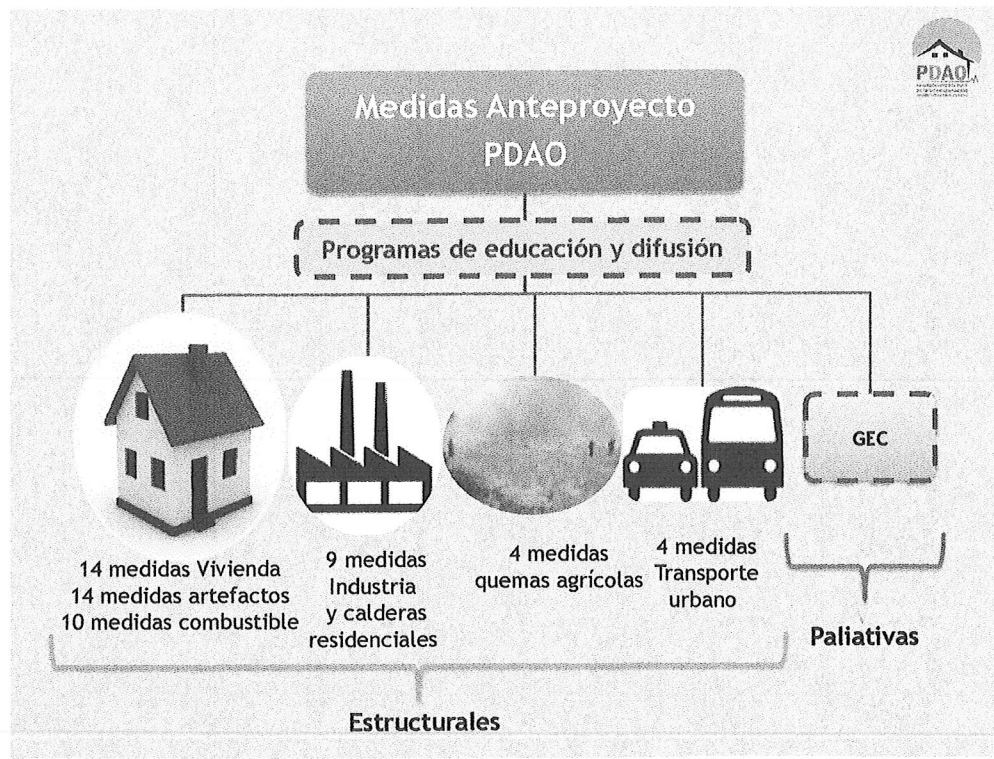 PDAO
Medidas Anteproyecto
PDAO
Programas de educación y difusión
GEC
14 medidas Vivienda
14 medidas artefactos
10 medidas combustible
9 medidas
Industria
y calderas
residenciales
4 medidas
quemas agrícolas
4 medidas
Transporte
urbano
Paliativas
Estructurales